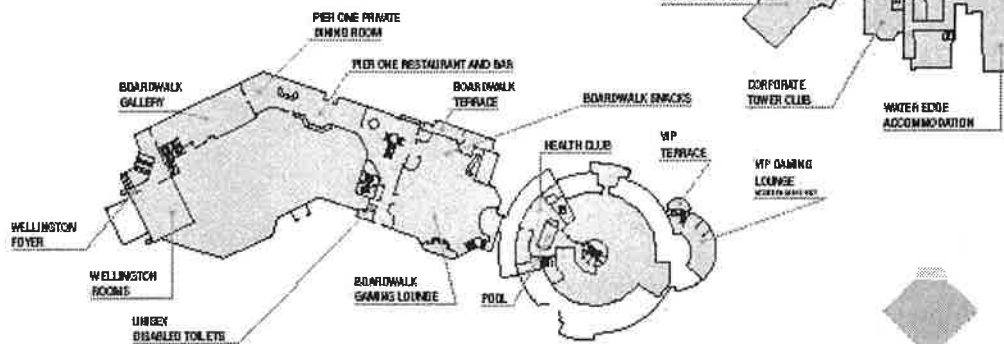 PIER ONE PRIVATE
DINING ROOM
PIER ONE RESTAURANT AND BAR
BOARDWALK
GALLERY
BOARDWALK
TERRACE
BOARDWALK SNACKS
CORPORATE
TOWER CLUB
WATER EDGE
ACCOMMODATION
HEALTH CLUB
VIP
TERRACE
VIP GAMING
LOUNGE
WELLINGTON
FOYER
WELLINGTON
ROOMS
BOARDWALK
GAMING LOUNGE
POOL
UNISEX
DISABLED TOILETS